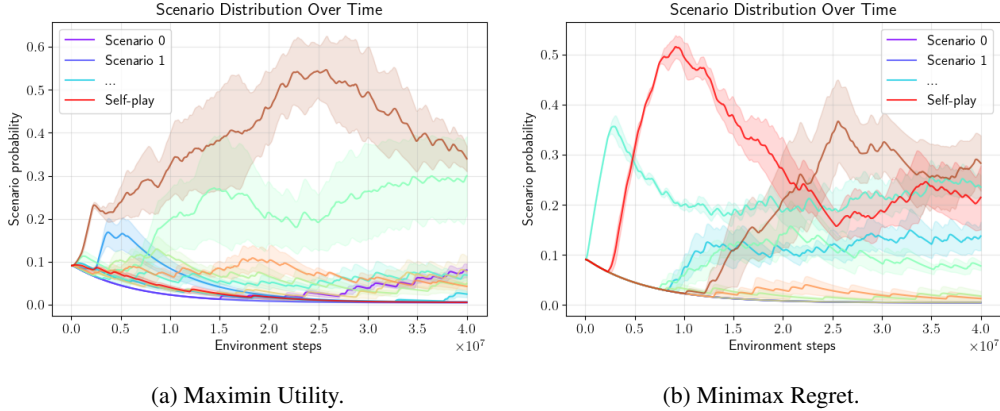 Scenario Distribution Over Time
0.6
0.5
0.4
0.3
0.2
0.1
0.0
Scenario probability
Scenario 0
Scenario 1
...
Self-play
0.0 0.5 1.0 1.5 2.0 2.5 3.0 3.5 4.0
Environment steps
×10⁷
(a) Maximin Utility.
Scenario Distribution Over Time
0.5
0.4
0.3
0.2
0.1
0.0
Scenario probability
Scenario 0
Scenario 1
...
Self-play
0.0 0.5 1.0 1.5 2.0 2.5 3.0 3.5 4.0
Environment steps
×10⁷
(b) Minimax Regret.